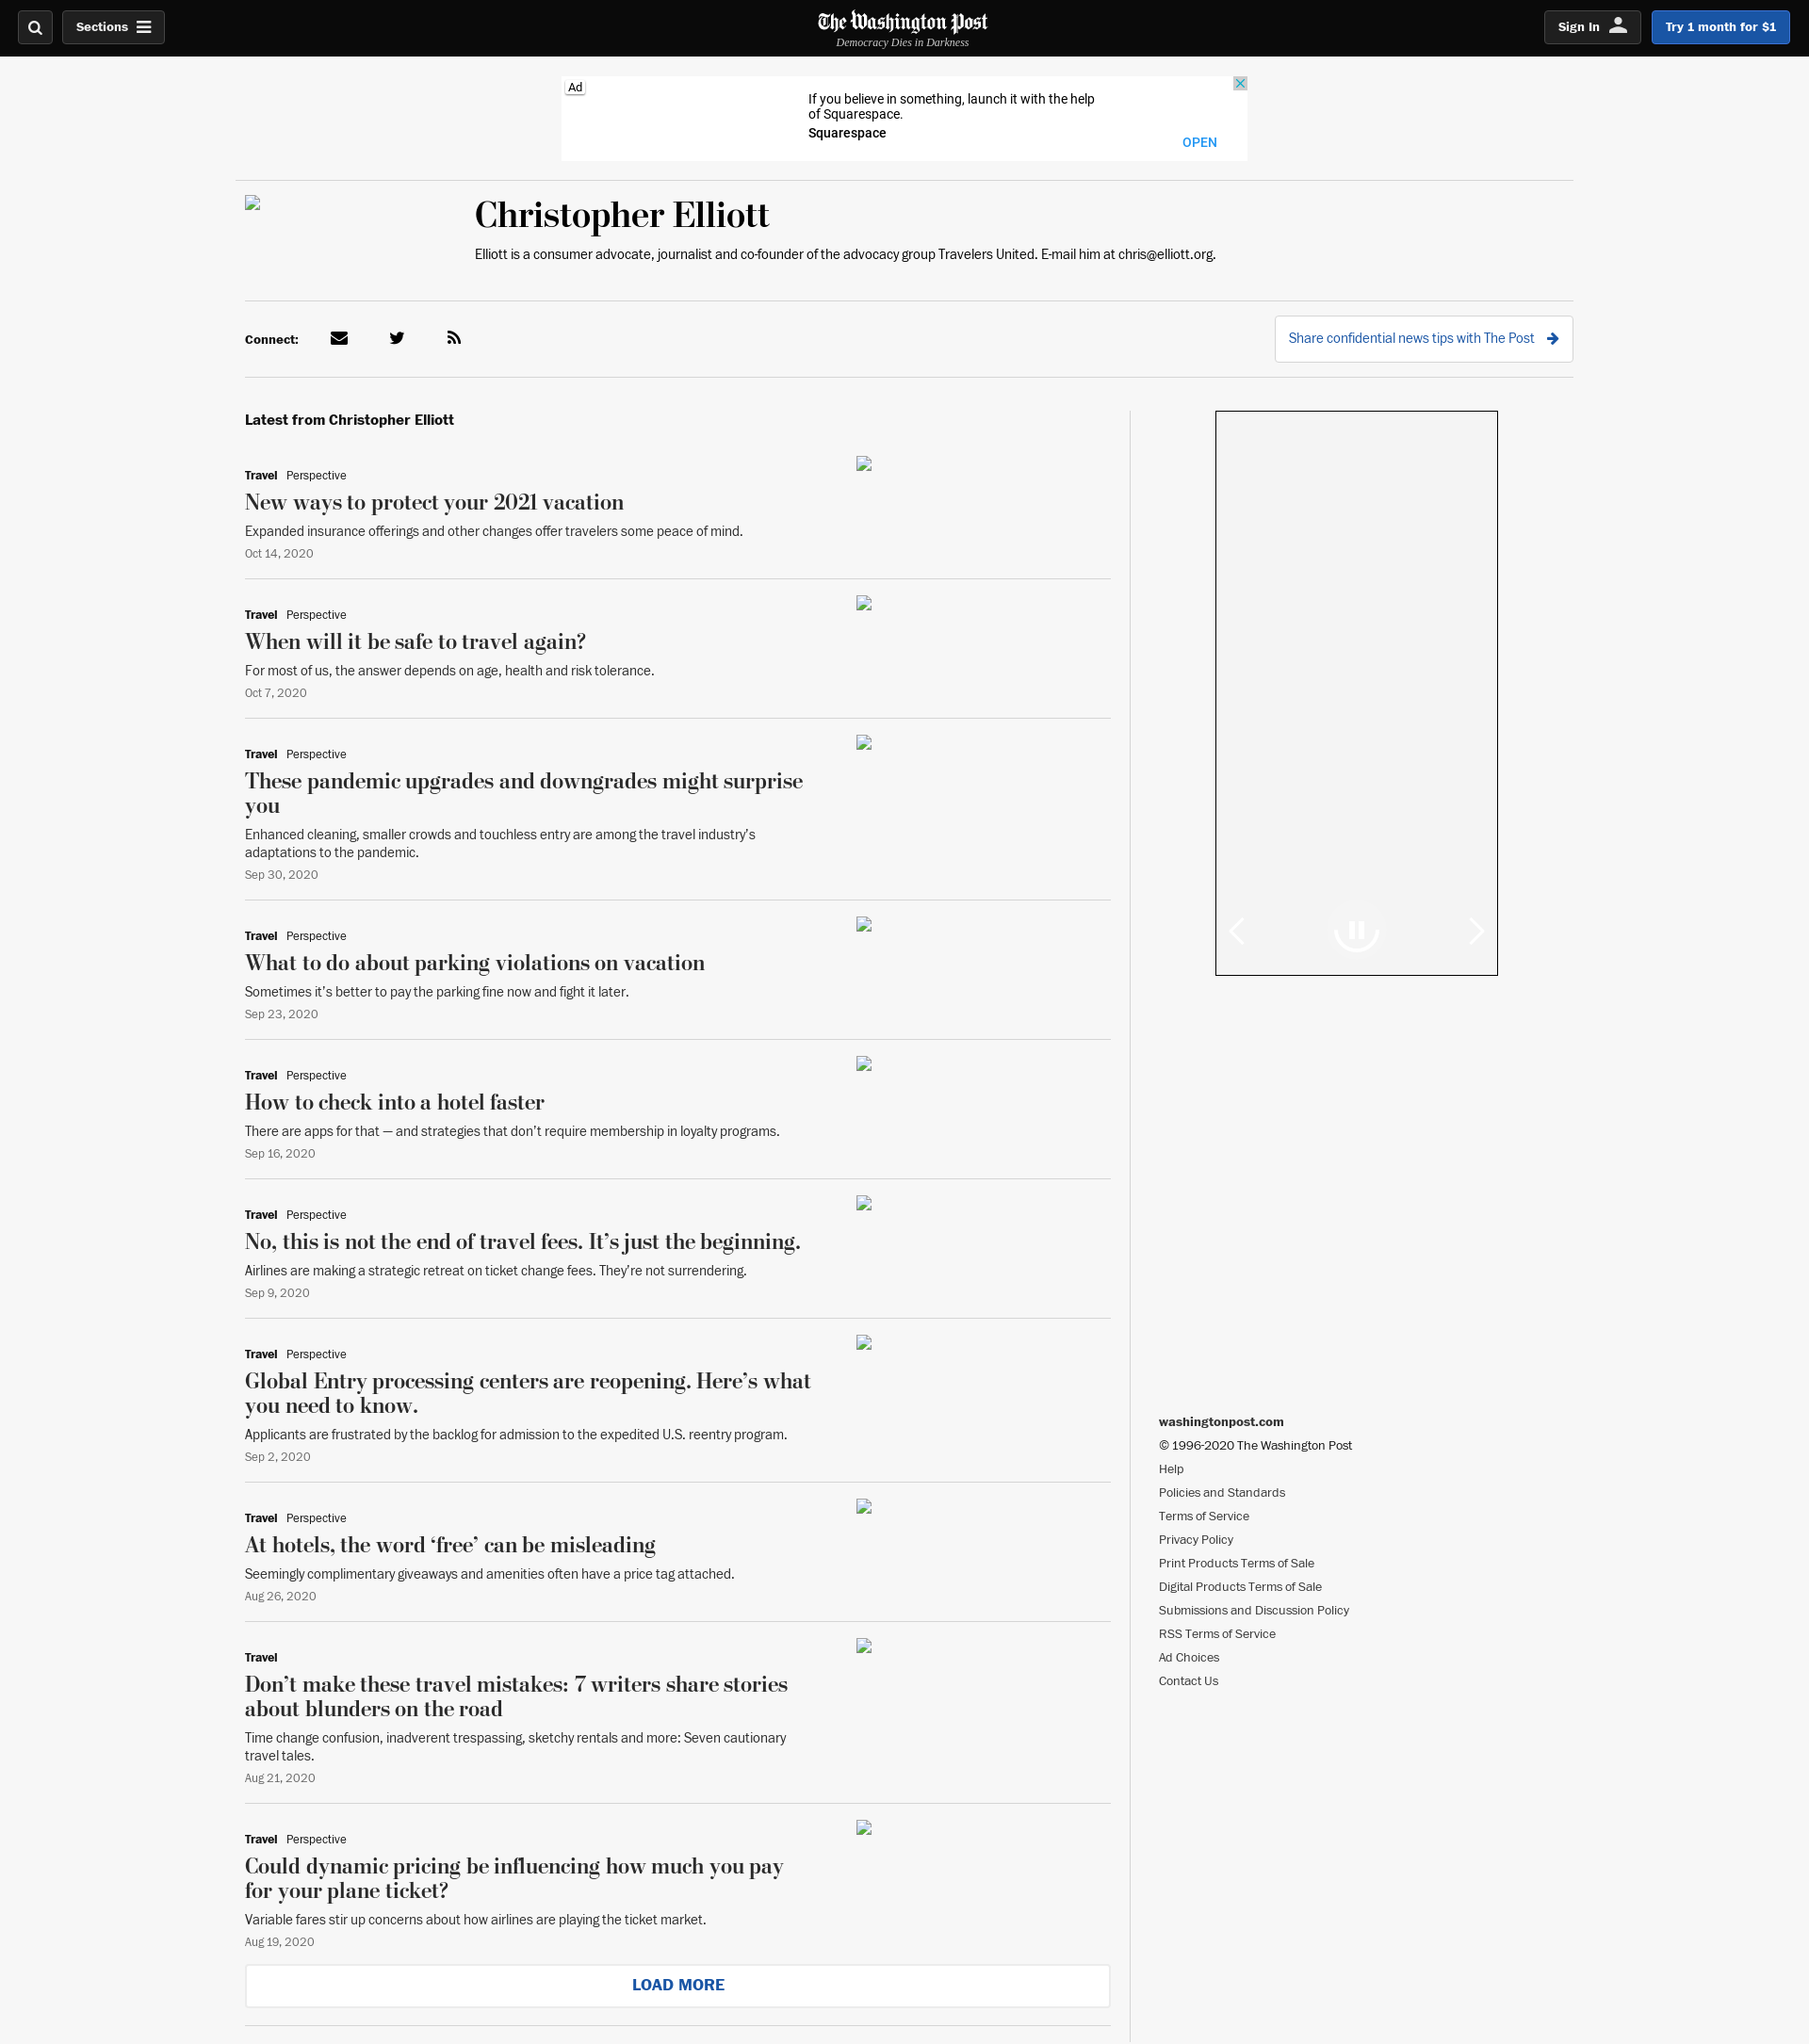 Sections
The Washington Post
Democracy Dies in Darkness
Sign In
Try 1 month for $1
Ad
If you believe in something, launch it with the help
of Squarespace.
Squarespace
OPEN
Christopher Elliott
Elliott is a consumer advocate, journalist and co-founder of the advocacy group Travelers United. E-mail him at chris@elliott.org.
Connect:
Share confidential news tips with The Post
Latest from Christopher Elliott
Travel Perspective
New ways to protect your 2021 vacation
Expanded insurance offerings and other changes offer travelers some peace of mind.
Oct 14, 2020
Travel Perspective
When will it be safe to travel again?
For most of us, the answer depends on age, health and risk tolerance.
Oct 7, 2020
Travel Perspective
These pandemic upgrades and downgrades might surprise
you
Enhanced cleaning, smaller crowds and touchless entry are among the travel industry’s
adaptations to the pandemic.
Sep 30, 2020
Travel Perspective
What to do about parking violations on vacation
Sometimes it’s better to pay the parking fine now and fight it later.
Sep 23, 2020
Travel Perspective
How to check into a hotel faster
There are apps for that — and strategies that don’t require membership in loyalty programs.
Sep 16, 2020
Travel Perspective
No, this is not the end of travel fees. It’s just the beginning.
Airlines are making a strategic retreat on ticket change fees. They’re not surrendering.
Sep 9, 2020
Travel Perspective
Global Entry processing centers are reopening. Here’s what
you need to know.
Applicants are frustrated by the backlog for admission to the expedited U.S. reentry program.
Sep 2, 2020
Travel Perspective
At hotels, the word ‘free’ can be misleading
Seemingly complimentary giveaways and amenities often have a price tag attached.
Aug 26, 2020
Travel
Don’t make these travel mistakes: 7 writers share stories
about blunders on the road
Time change confusion, inadverent trespassing, sketchy rentals and more: Seven cautionary
travel tales.
Aug 21, 2020
Travel Perspective
Could dynamic pricing be influencing how much you pay
for your plane ticket?
Variable fares stir up concerns about how airlines are playing the ticket market.
Aug 19, 2020
LOAD MORE
washingtonpost.com
© 1996-2020 The Washington Post
Help
Policies and Standards
Terms of Service
Privacy Policy
Print Products Terms of Sale
Digital Products Terms of Sale
Submissions and Discussion Policy
RSS Terms of Service
Ad Choices
Contact Us